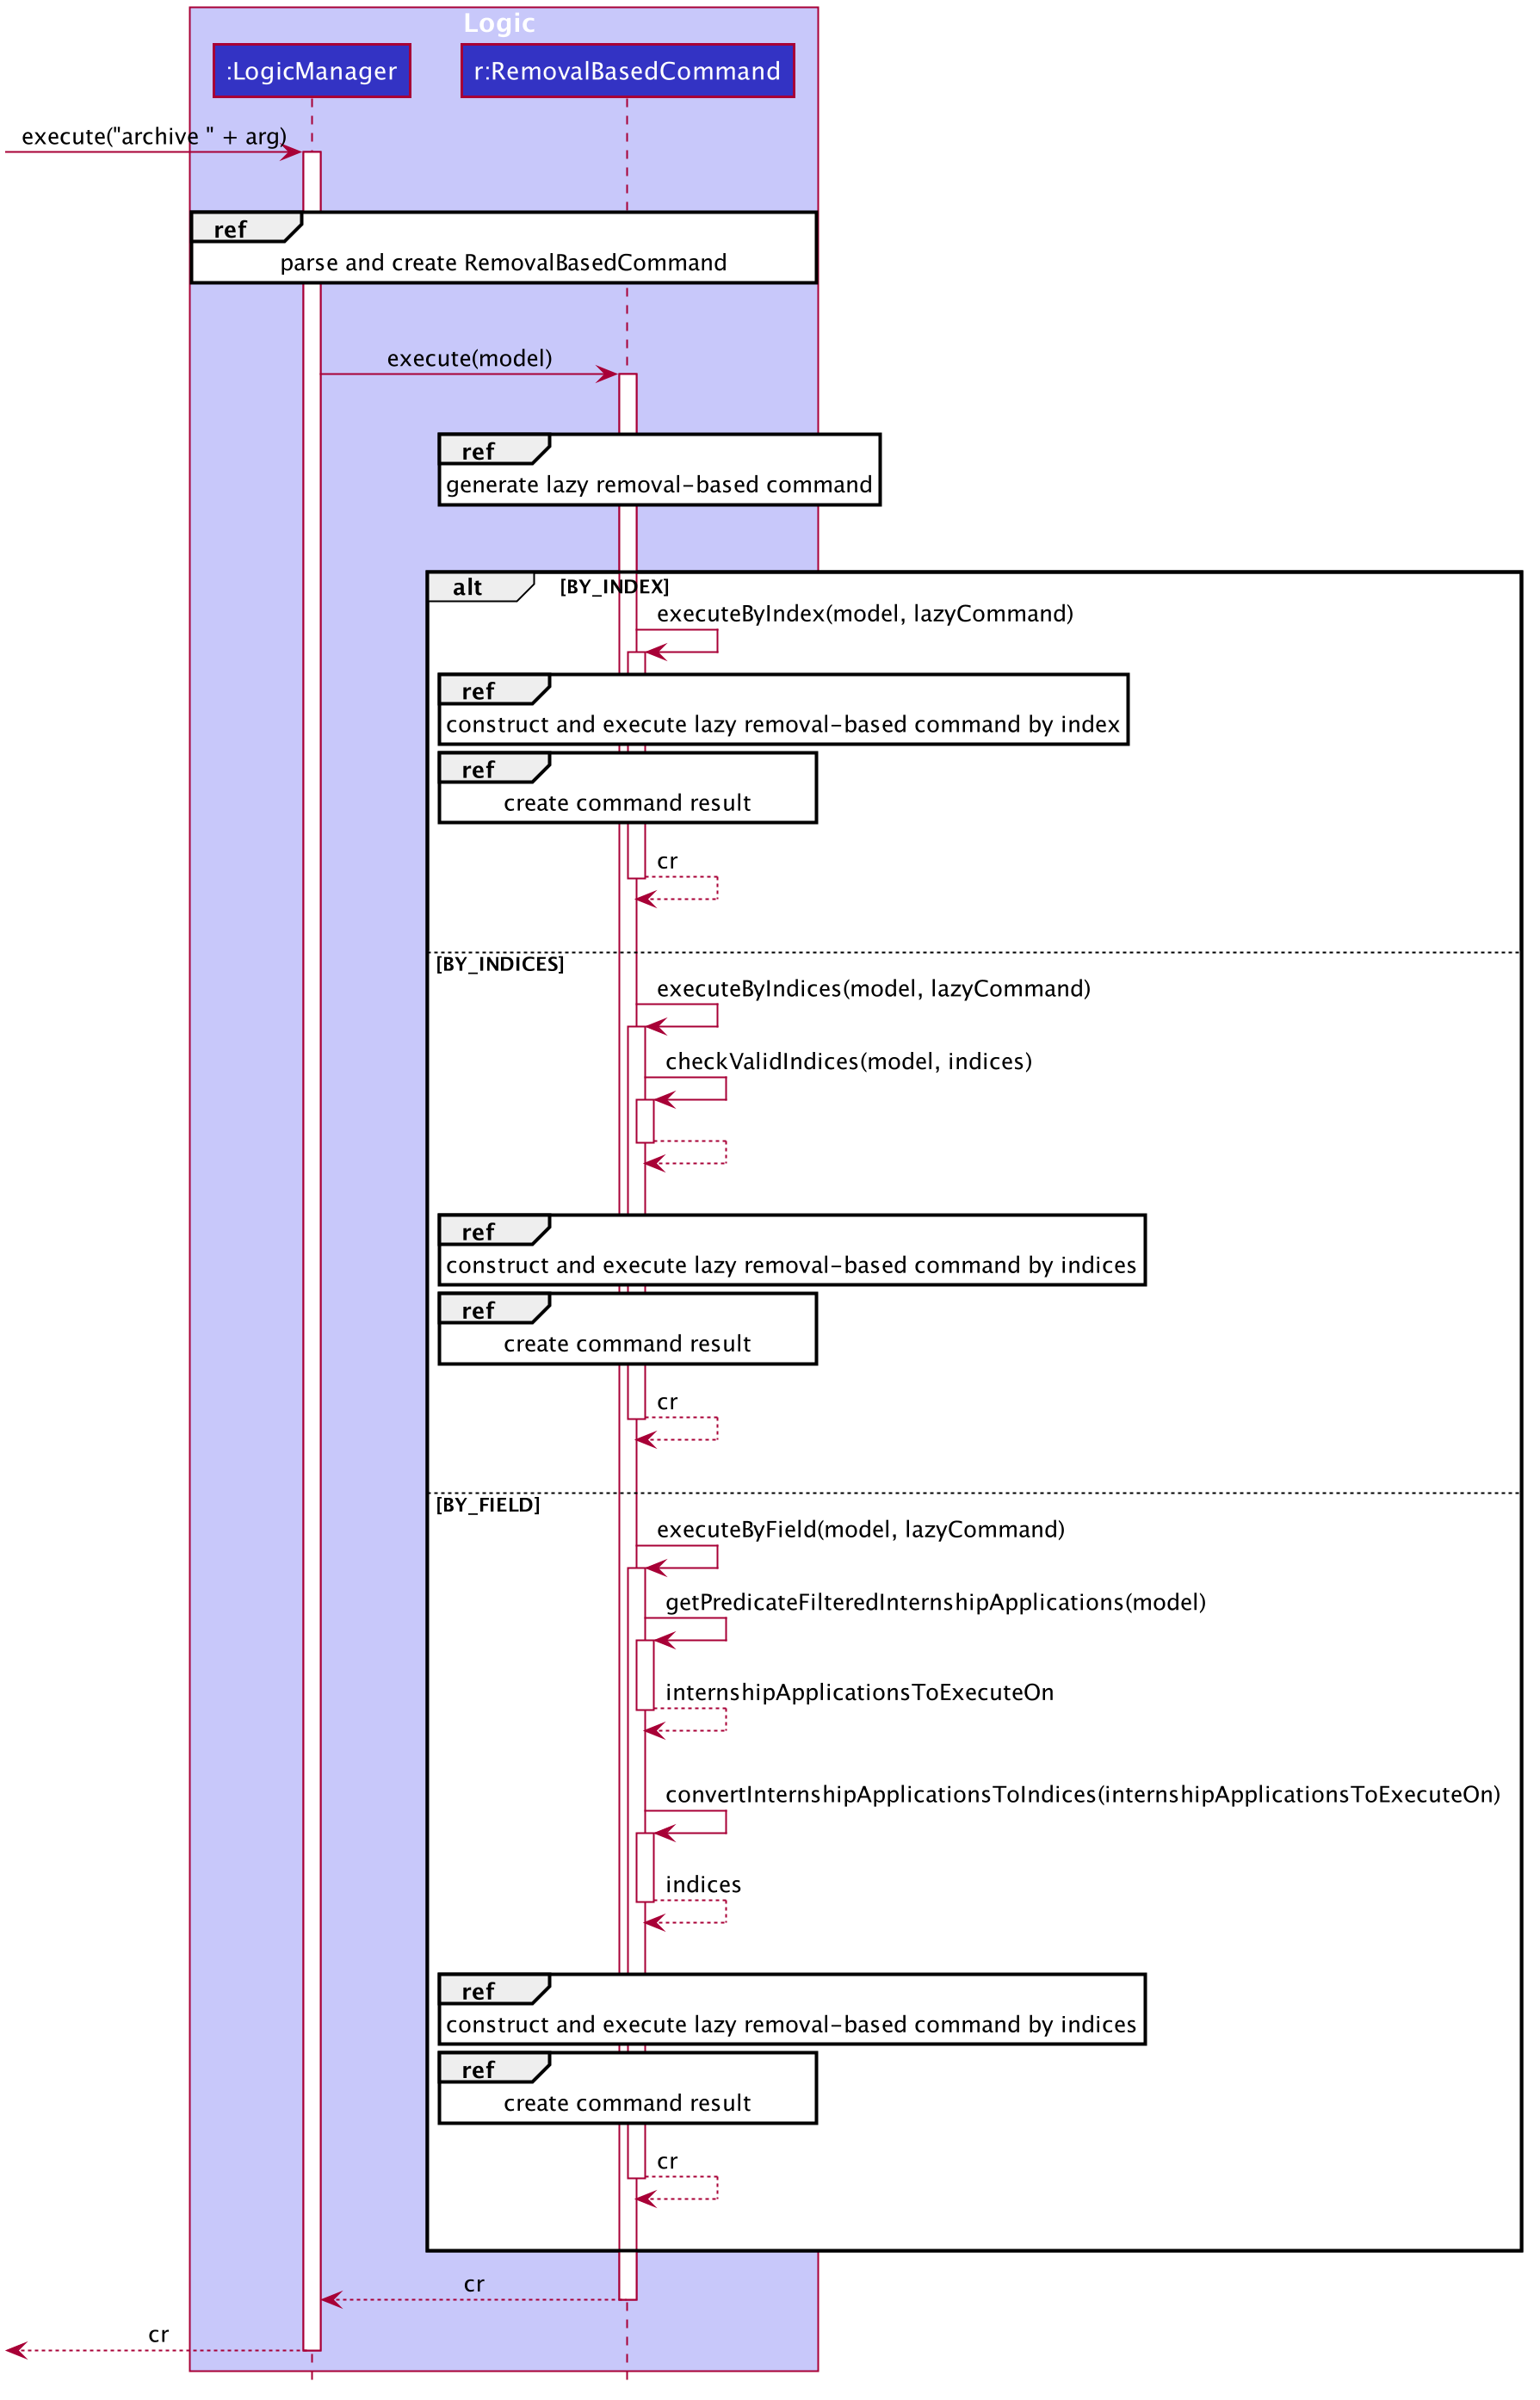 Logic
:LogicManager
r:RemovalBasedCommand
execute("archive " + arg)
ref
parse and create RemovalBasedCommand
execute(model)
ref
generate lazy removal-based command
alt
[BY_INDEX]
executeByIndex(model, lazyCommand)
ref
construct and execute lazy removal-based command by index
ref
create command result
cr
[BY_INDICES]
executeByIndices(model, lazyCommand)
checkValidIndices(model, indices)
ref
construct and execute lazy removal-based command by indices
ref
create command result
cr
[BY_FIELD]
executeByField(model, lazyCommand)
getPredicateFilteredInternshipApplications(model)
internshipApplicationsToExecuteOn
convertInternshipApplicationsToIndices(internshipApplicationsToExecuteOn)
indices
ref
construct and execute lazy removal-based command by indices
ref
create command result
cr
cr
cr